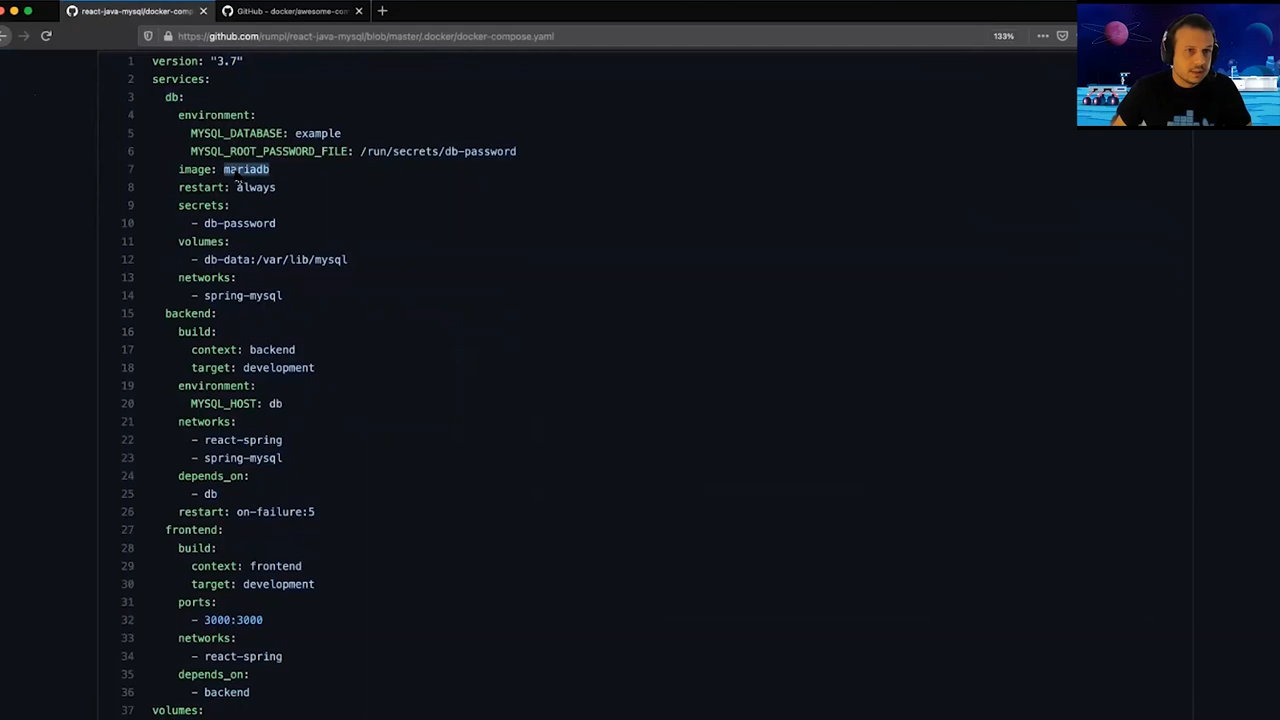 react-java-mysql/docker-comp
GitHub - docker/awesome-com
https://github.com/rumpl/react-java-mysql/blob/master/.docker/docker-compose.yaml
133%
1 version: "3.7"
2 services:
3 db:
4 environment:
5 MYSQL_DATABASE: example
6 MYSQL_ROOT_PASSWORD_FILE: /run/secrets/db-password
7 image: mariadb
8 restart: always
9 secrets:
10 - db-password
11 volumes:
12 - db-data:/var/lib/mysql
13 networks:
14 - spring-mysql
15 backend:
16 build:
17 context: backend
18 target: development
19 environment:
20 MYSQL_HOST: db
21 networks:
22 - react-spring
23 - spring-mysql
24 depends_on:
25 - db
26 restart: on-failure:5
27 frontend:
28 build:
29 context: frontend
30 target: development
31 ports:
32 - 3000:3000
33 networks:
34 - react-spring
35 depends_on:
36 - backend
37 volumes: